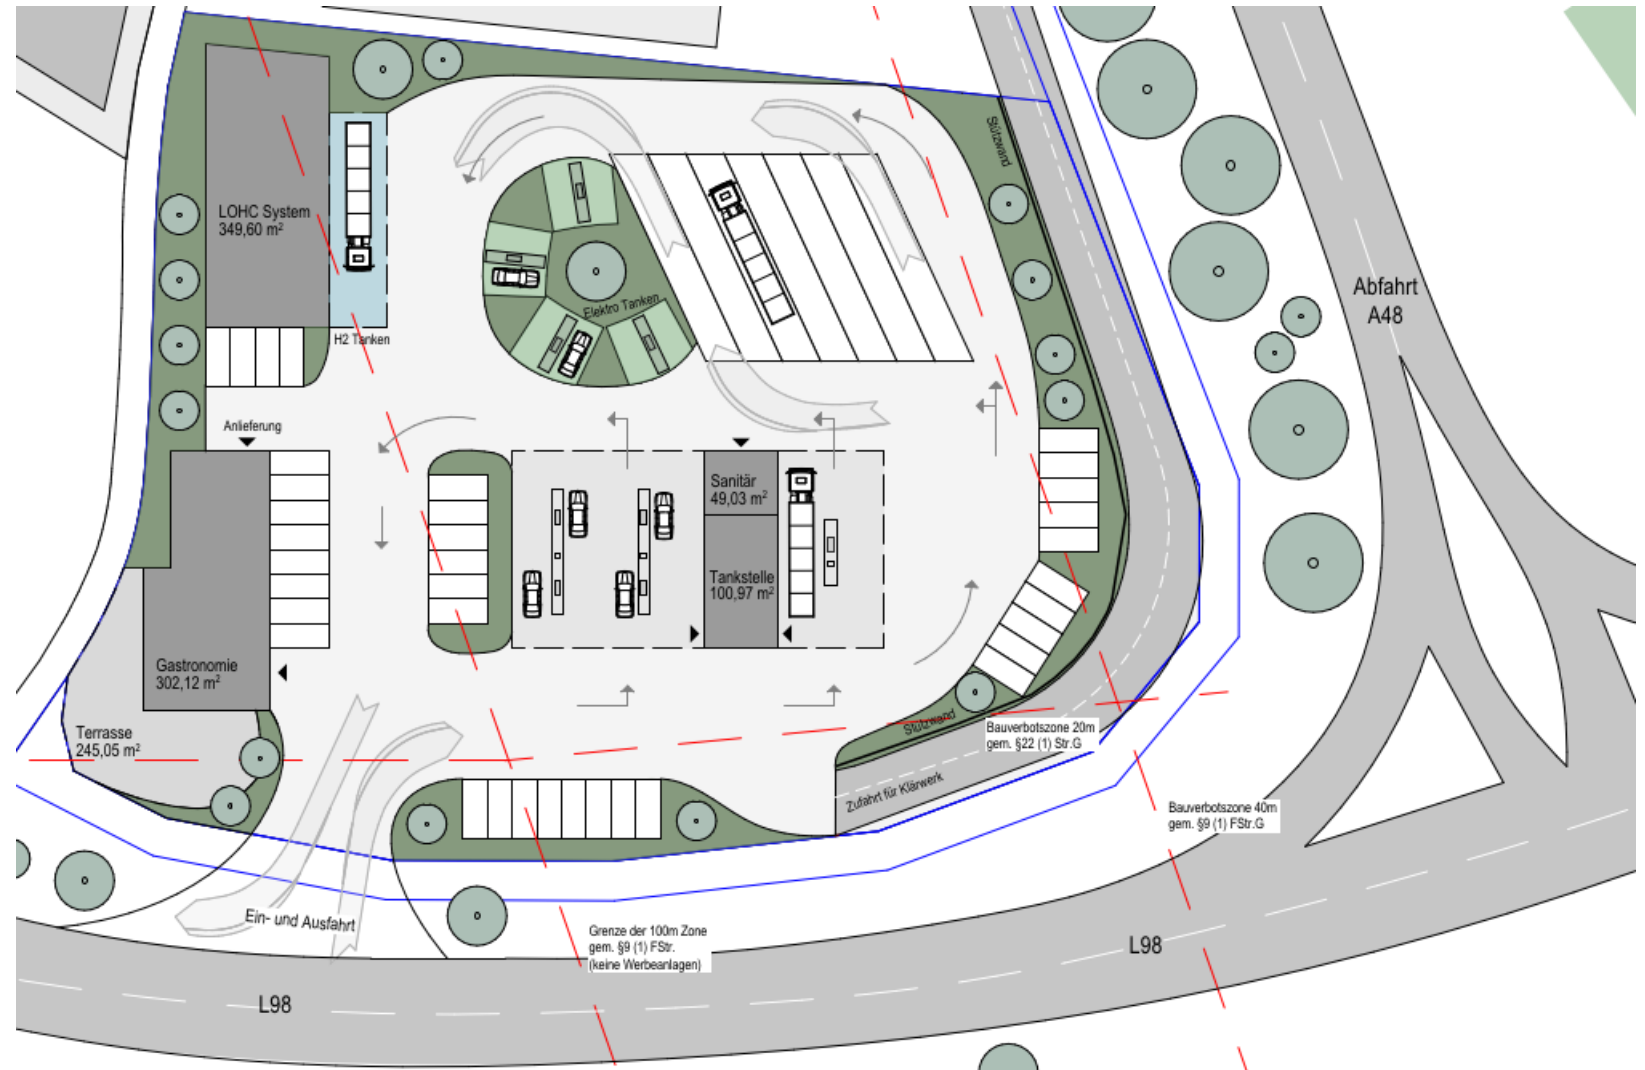 Stützwand
LOHC System
349,60 m²
Abfahrt
A48
Elektro Tanken
H2 Tanken
Anlieferung
Sanitär
49,03 m²
Tankstelle
100,97 m²
Gastronomie
302,12 m²
Terrasse
245,05 m²
Stützwand
Bauverbotszone 20m
gem. §22 (1) Str.G
Zufahrt für Klärwerk
Bauverbotszone 40m
gem. §9 (1) FStr.G
Ein- und Ausfahrt
Grenze der 100m Zone
gem. §9 (1) FStr.
(keine Werbeanlagen)
L98
L98